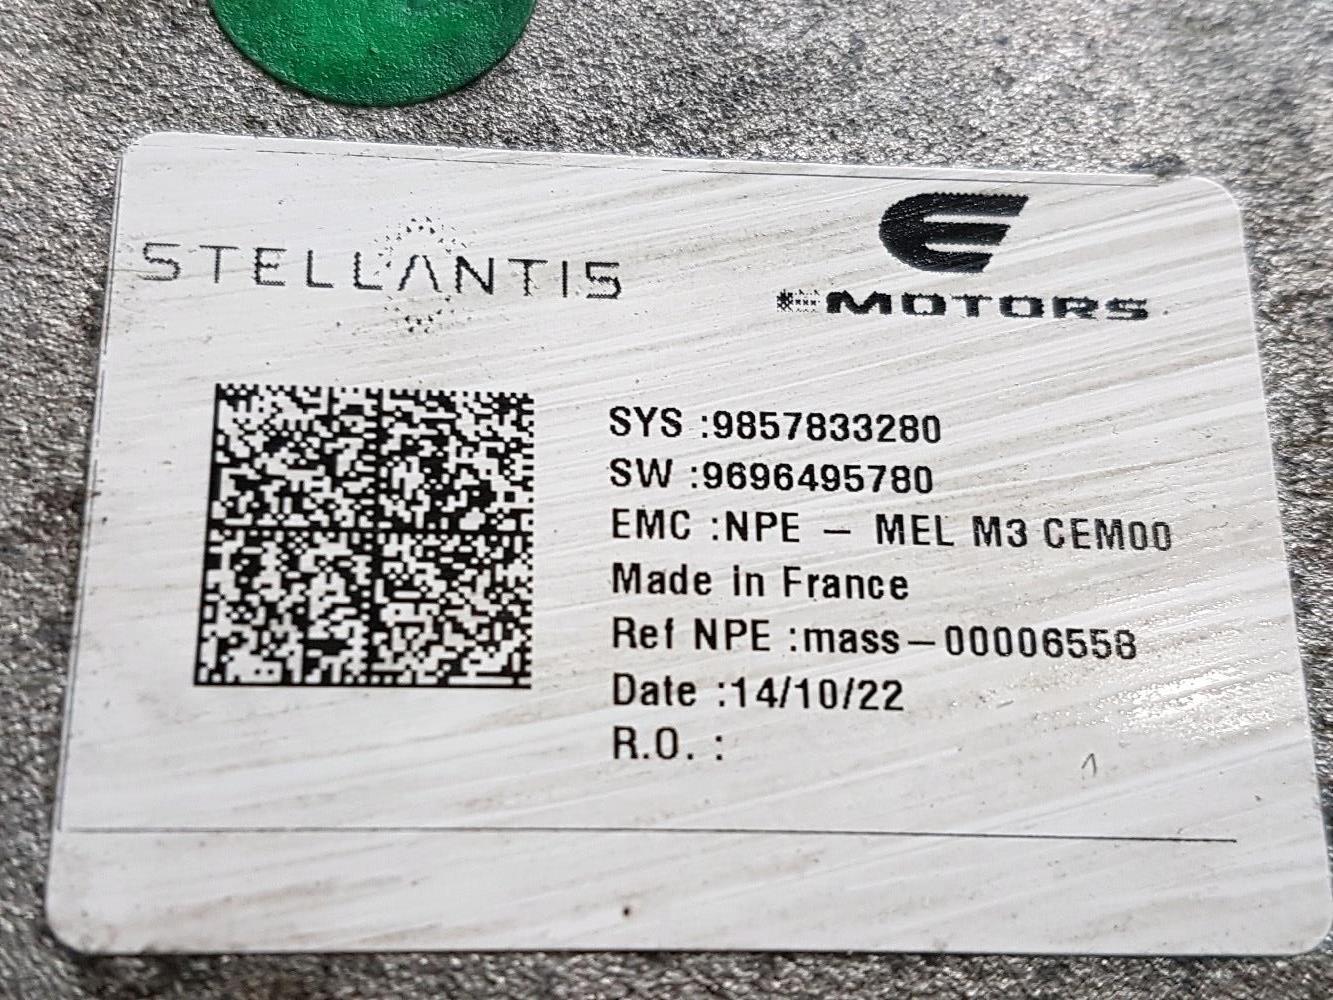 STELLANTIS
e
MOTORS
SYS :9857833280
SW :9696495780
EMC :NPE – MEL M3 CEM00
Made in France
Ref NPE :mass–00006558
Date :14/10/22
R.O. :